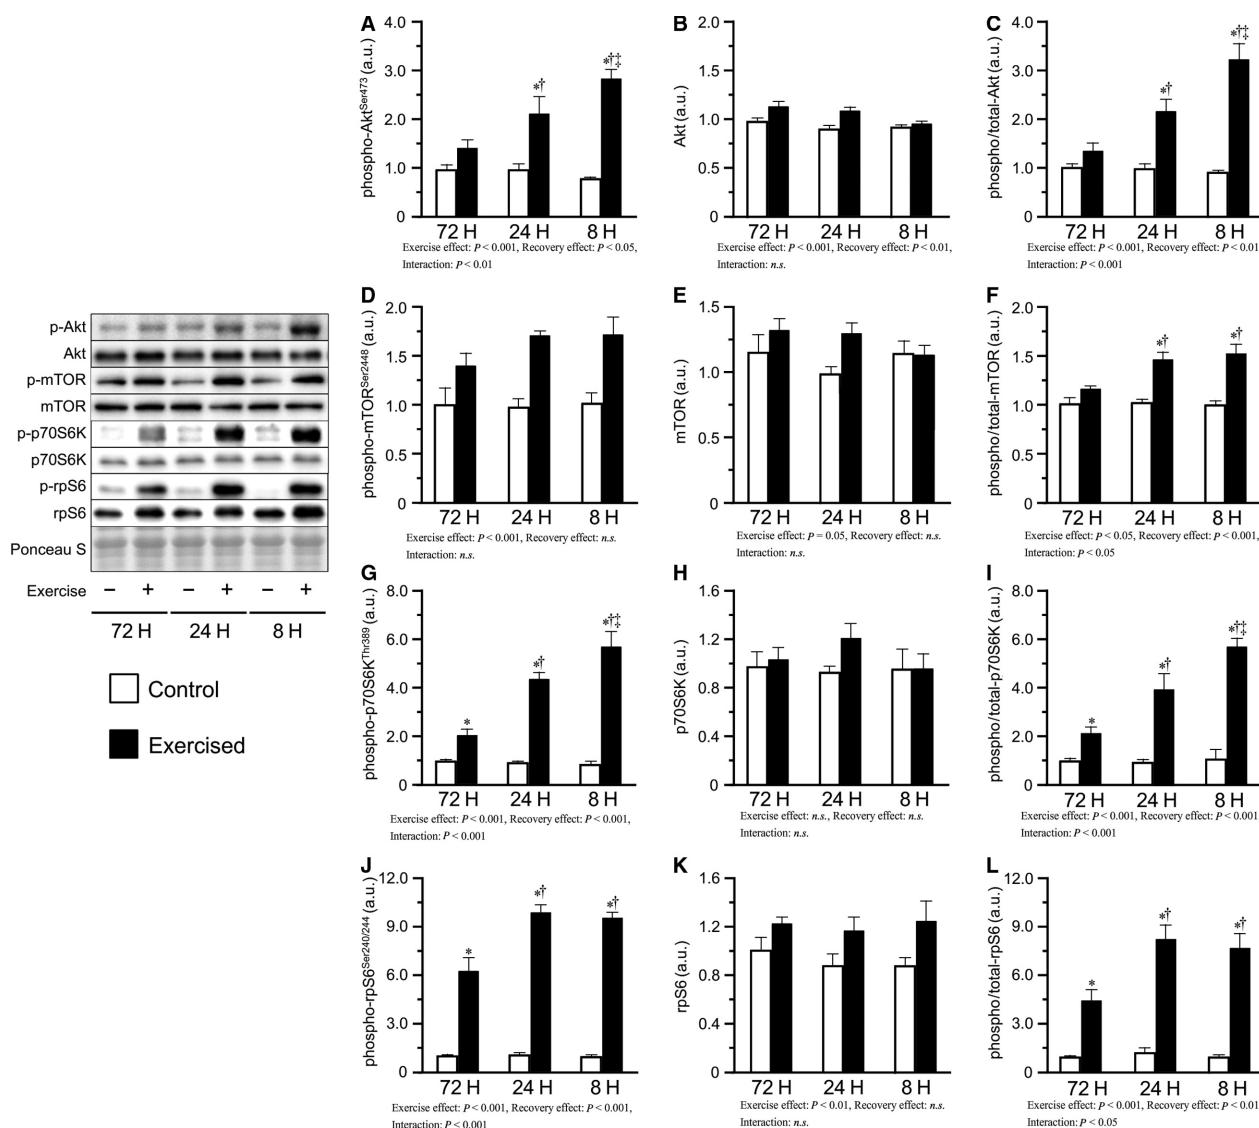 p-Akt
Akt
p-mTOR
mTOR
p-p70S6K
p70S6K
p-rpS6
rpS6
Ponceau S
Exercise − + − + − +
72 H 24 H 8 H
Control
Exercised
A
phospho-Akt^Ser473 (a.u.)
4.0
3.0
2.0
1.0
0
*†
*†‡
72 H 24 H 8 H
Exercise effect: P < 0.001, Recovery effect: P < 0.05,
Interaction: P < 0.01
B
Akt (a.u.)
2.0
1.5
1.0
0.5
0
72 H 24 H 8 H
Exercise effect: P < 0.001, Recovery effect: P < 0.01,
Interaction: n.s.
C
phospho/total-Akt (a.u.)
4.0
3.0
2.0
1.0
0
*†
*†‡
72 H 24 H 8 H
Exercise effect: P < 0.001, Recovery effect: P < 0.01
Interaction: P < 0.001
D
phospho-mTOR^Ser2448 (a.u.)
2.0
1.5
1.0
0.5
0
72 H 24 H 8 H
Exercise effect: P < 0.001, Recovery effect: n.s.
Interaction: n.s.
E
mTOR (a.u.)
1.5
1.0
0.5
0
72 H 24 H 8 H
Exercise effect: P = 0.05, Recovery effect: n.s.
Interaction: n.s.
F
phospho/total-mTOR (a.u.)
2.0
1.5
1.0
0.5
0
*†
*†
72 H 24 H 8 H
Exercise effect: P < 0.05, Recovery effect: P < 0.001,
Interaction: P < 0.05
G
phospho-p70S6K^Thr389 (a.u.)
8.0
6.0
4.0
2.0
0
*
*†
*†‡
72 H 24 H 8 H
Exercise effect: P < 0.001, Recovery effect: P < 0.001,
Interaction: P < 0.001
H
p70S6K (a.u.)
1.6
1.2
0.8
0.4
0
72 H 24 H 8 H
Exercise effect: n.s., Recovery effect: n.s.
Interaction: n.s.
I
phospho/total-p70S6K (a.u.)
8.0
6.0
4.0
2.0
0
*
*†
*†‡
72 H 24 H 8 H
Exercise effect: P < 0.001, Recovery effect: P < 0.001
Interaction: P < 0.001
J
phospho-rpS6^Ser240/244 (a.u.)
12.0
9.0
6.0
3.0
0
*
*†
*†
72 H 24 H 8 H
Exercise effect: P < 0.001, Recovery effect: P < 0.001,
Interaction: P < 0.001
K
rpS6 (a.u.)
1.6
1.2
0.8
0.4
0
72 H 24 H 8 H
Exercise effect: P < 0.01, Recovery effect: n.s.
Interaction: n.s.
L
phospho/total-rpS6 (a.u.)
12.0
9.0
6.0
3.0
0
*
*†
*†
72 H 24 H 8 H
Exercise effect: P < 0.001, Recovery effect: P < 0.01
Interaction: P < 0.05